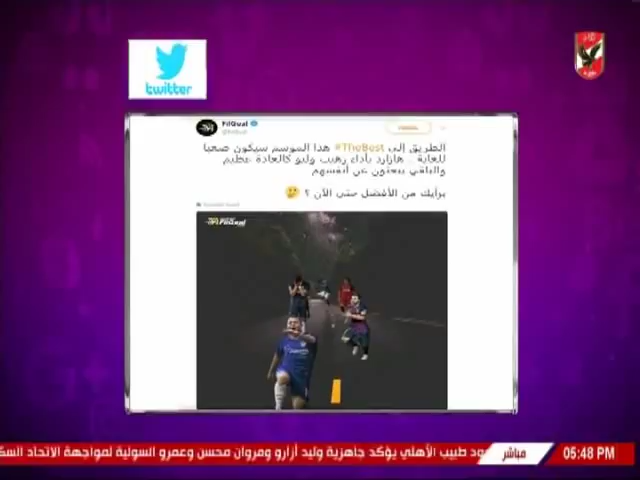 twitter
FilGoal
@FilGoal
الطريق إلى TheBest# هذا الموسم سيكون صعبا
للغاية .. هازارد بأداء رهيب وليو كالعادة عظيم
والباقي يبحثون عن أنفسهم
برأيك من الأفضل حتى الآن ؟
FilGoal
ود طبيب الأهلي يؤكد جاهزية وليد أزارو ومروان محسن وعمرو السولية لمواجهة الاتحاد السك
مباشر
05:48 PM